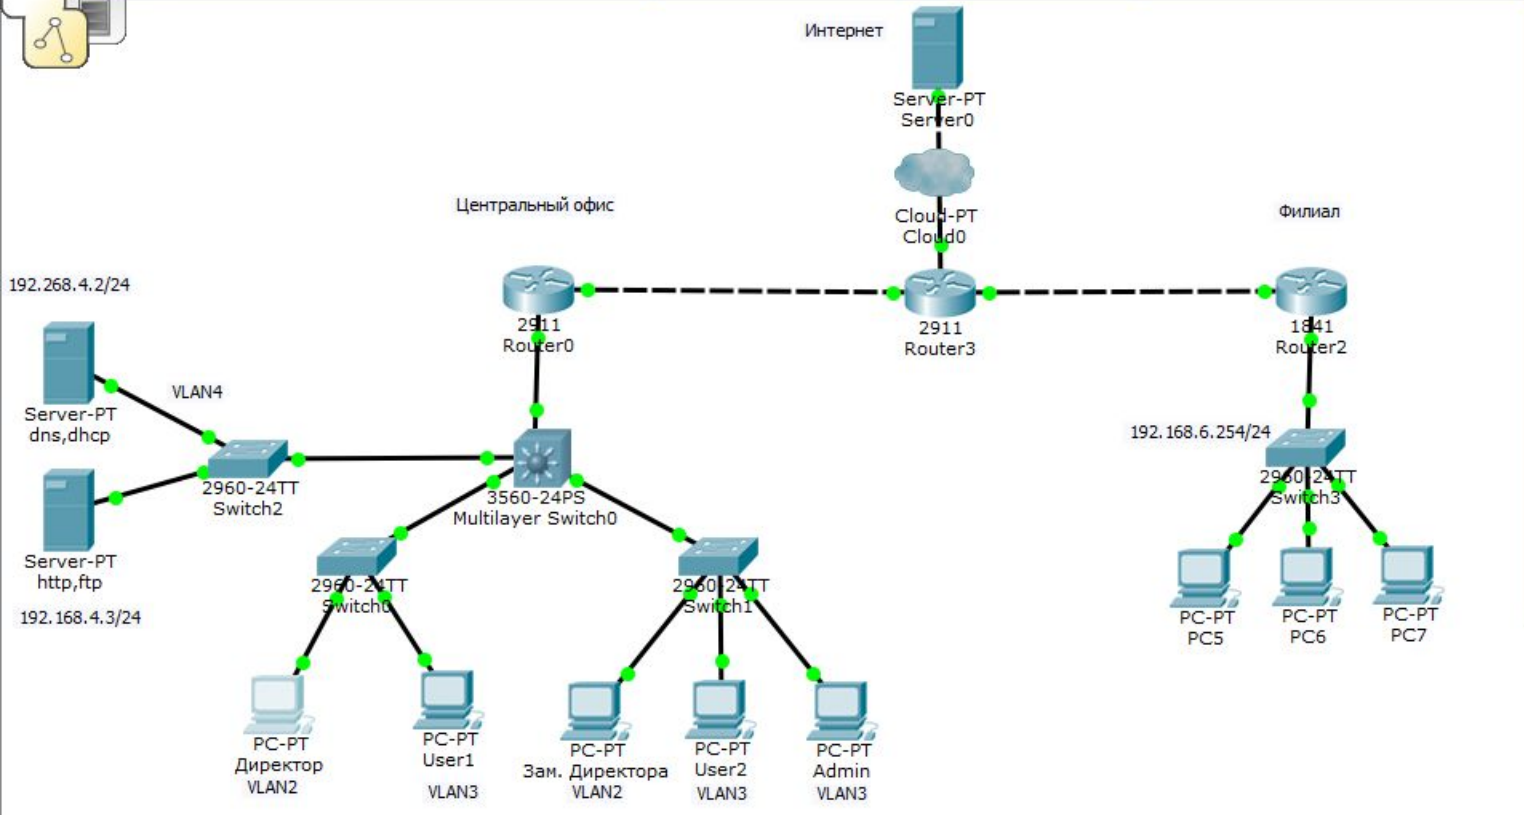 Интернет
Server-PT
Server0
Cloud-PT
Cloud0
Центральный офис
Филиал
192.268.4.2/24
2911
Router0
2911
Router3
1841
Router2
VLAN4
Server-PT
dns,dhcp
192.168.6.254/24
2960-24TT
Switch3
2960-24TT
Switch2
3560-24PS
Multilayer Switch0
Server-PT
http,ftp
192.168.4.3/24
2960-24TT
Switch0
2960-24TT
Switch1
PC-PT
PC5
PC-PT
PC6
PC-PT
PC7
PC-PT
Директор
VLAN2
PC-PT
User1
VLAN3
PC-PT
Зам. Директора
VLAN2
PC-PT
User2
VLAN3
PC-PT
Admin
VLAN3